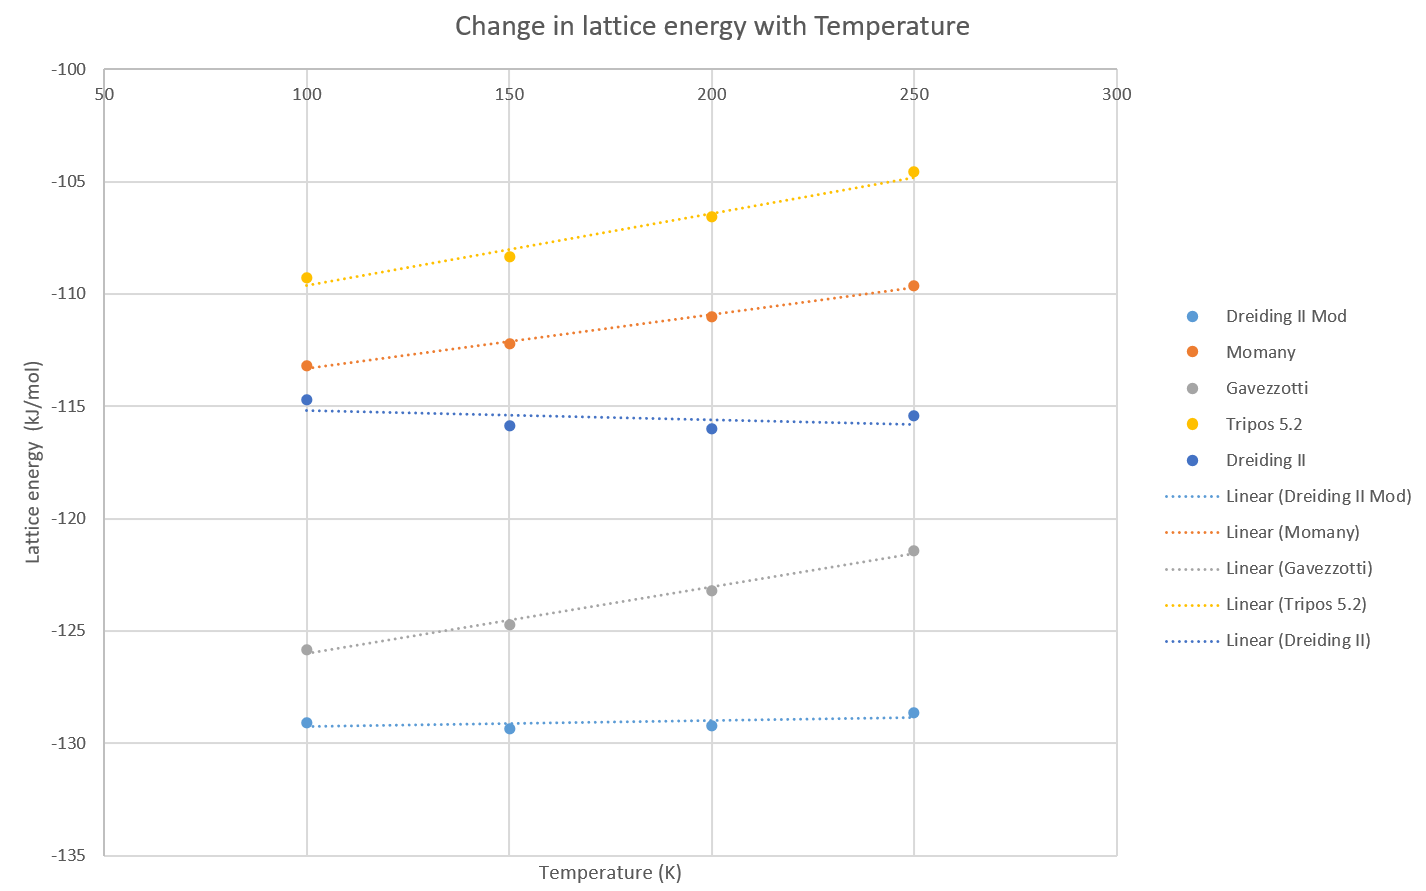 Change in lattice energy with Temperature
-100
50 100 150 200 250 300
-105
-110
-115
-120
-125
-130
-135
Lattice energy (kJ/mol)
Temperature (K)
Dreiding II Mod
Momany
Gavezzotti
Tripos 5.2
Dreiding II
Linear (Dreiding II Mod)
Linear (Momany)
Linear (Gavezzotti)
Linear (Tripos 5.2)
Linear (Dreiding II)